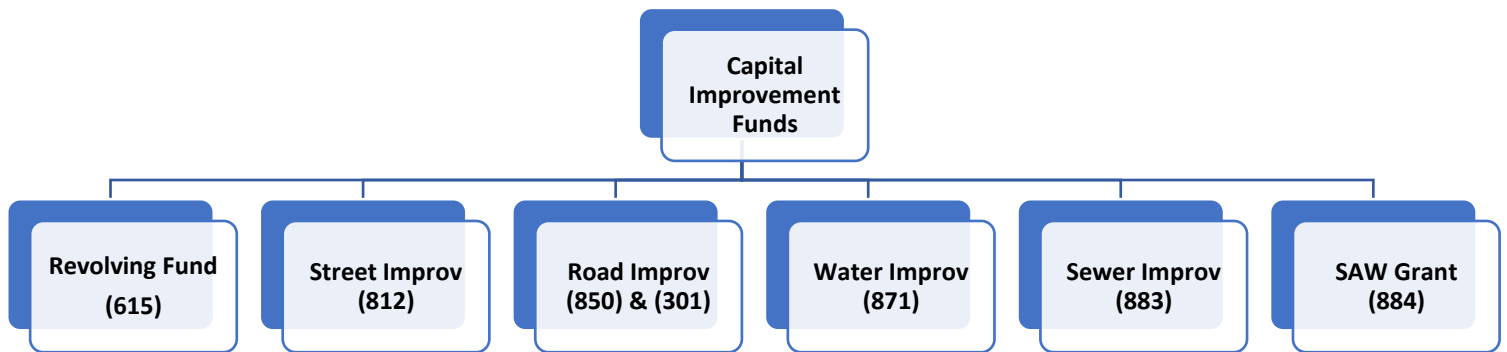 Capital
Improvement
Funds
Revolving Fund
(615)
Street Improv
(812)
Road Improv
(850) & (301)
Water Improv
(871)
Sewer Improv
(883)
SAW Grant
(884)